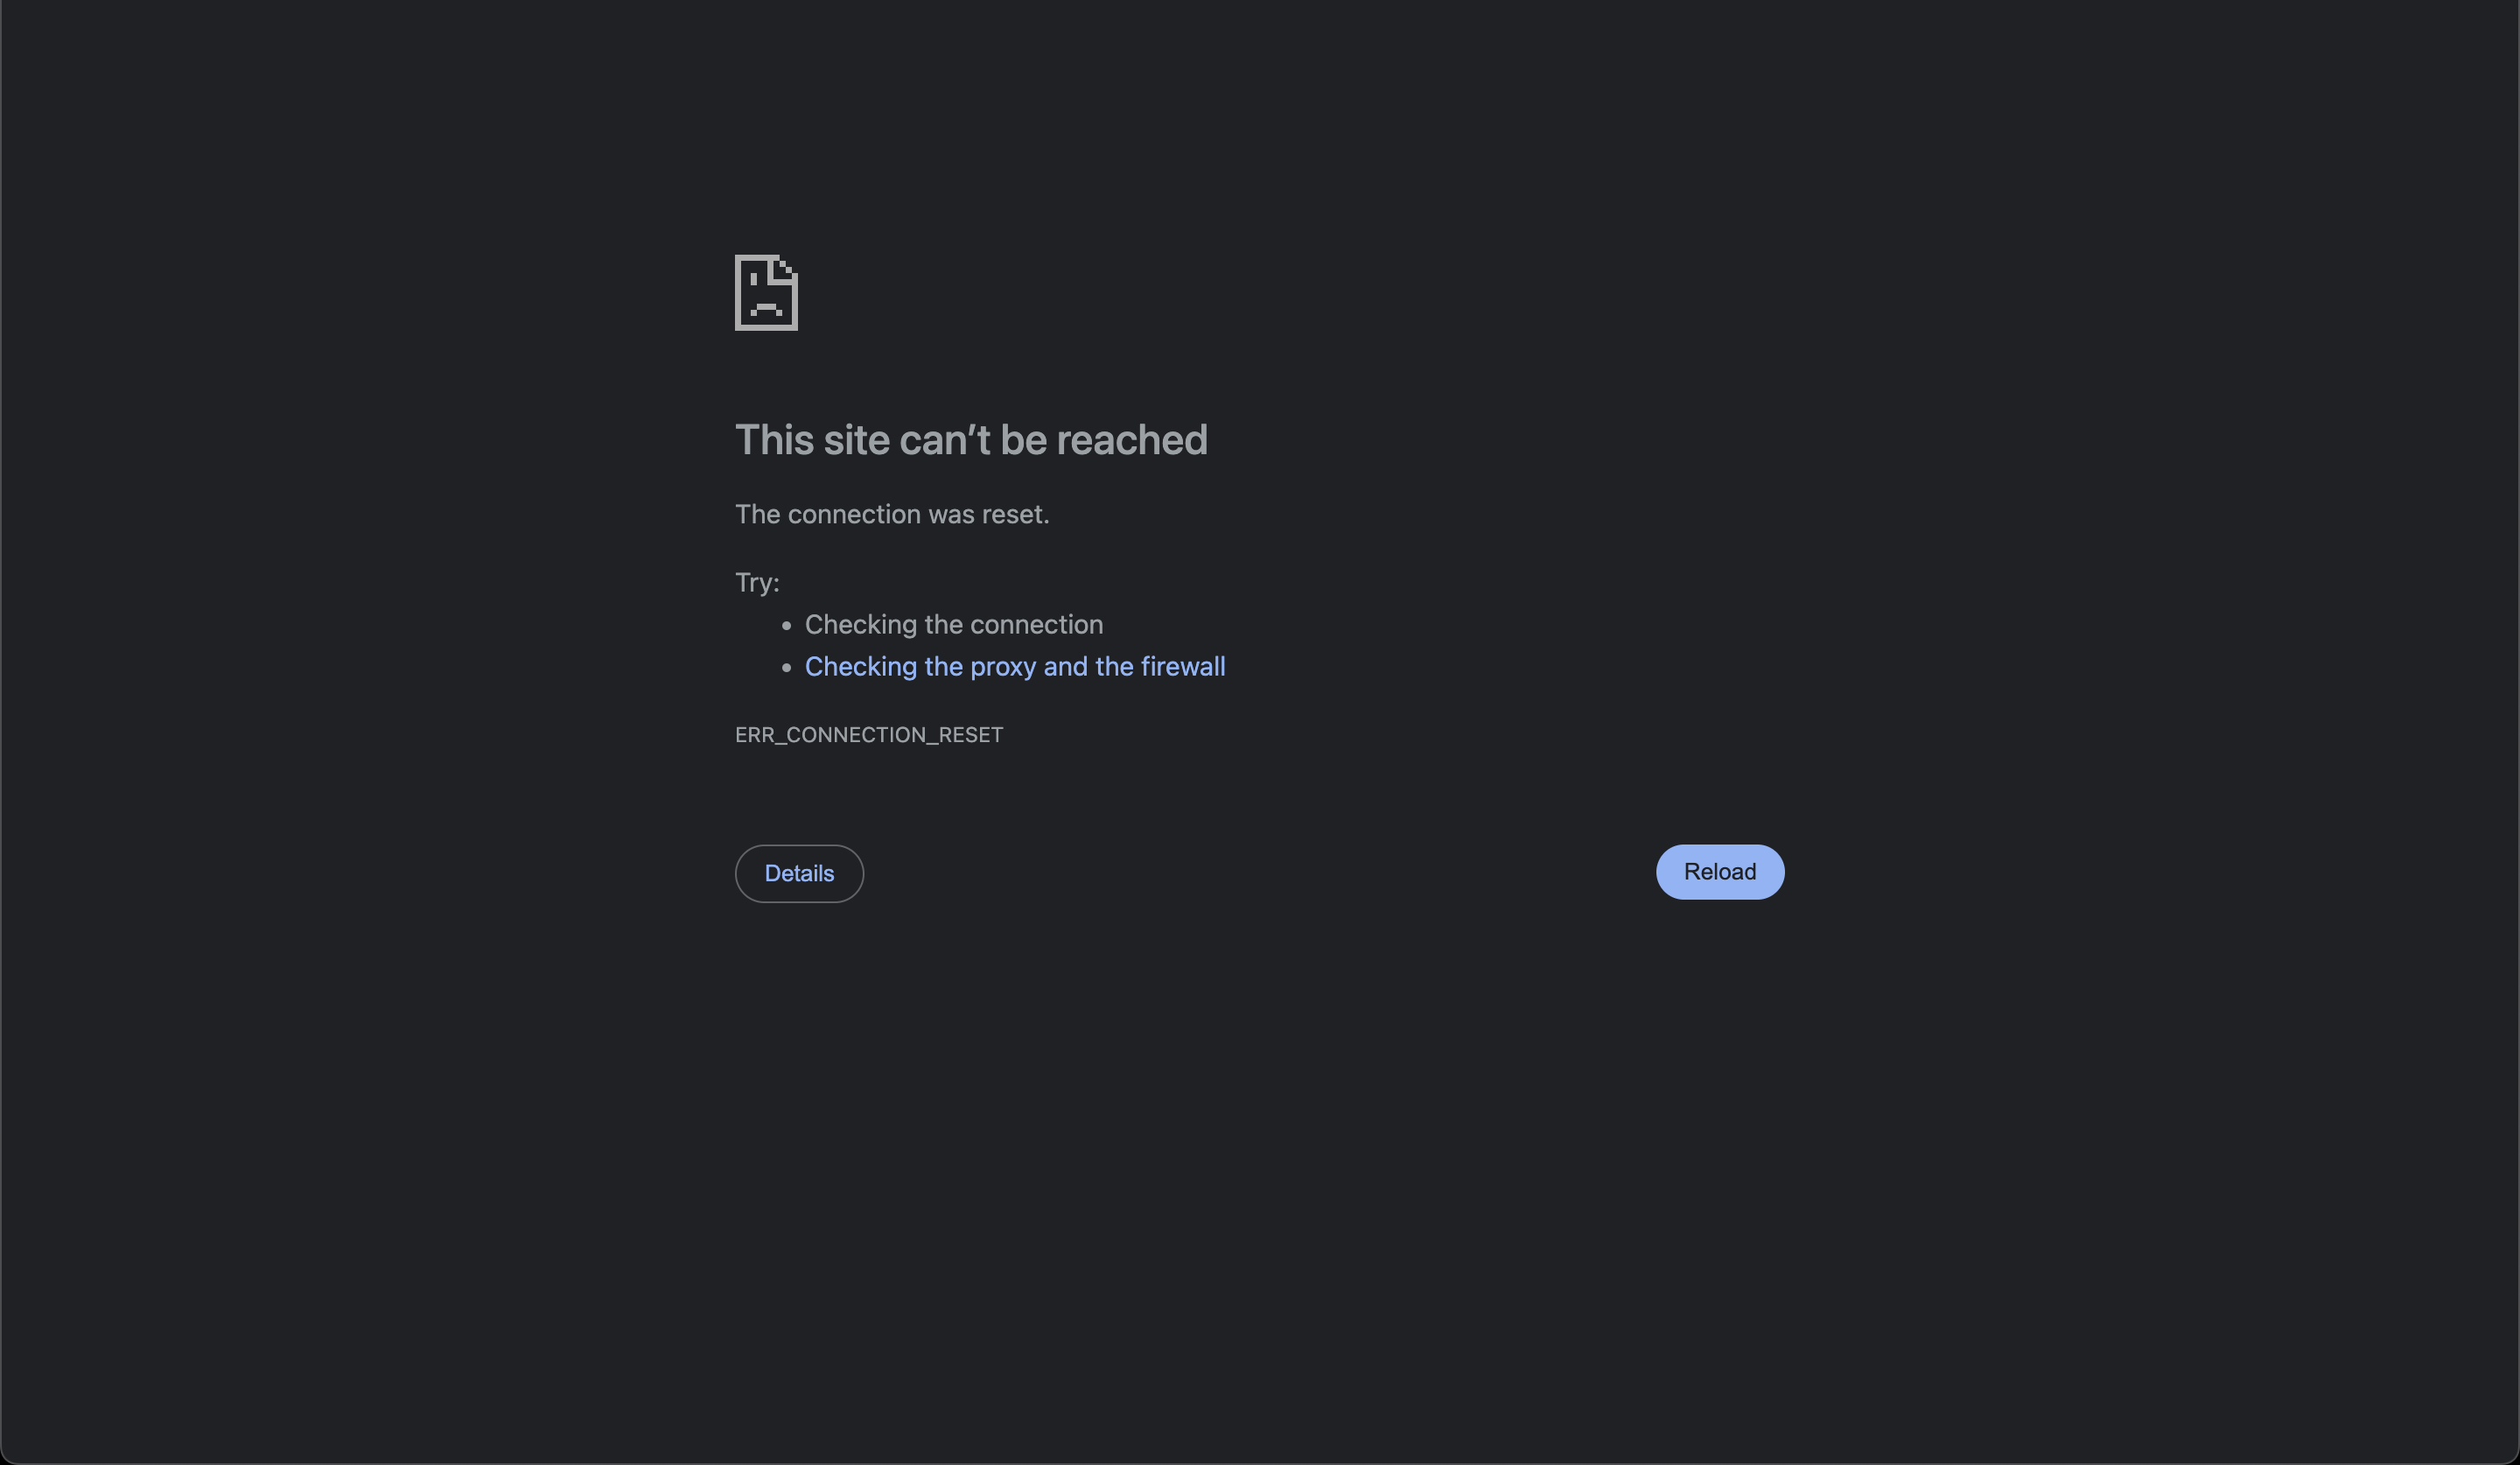 This site can’t be reached
The connection was reset.
Try:
Checking the connection
Checking the proxy and the firewall
ERR_CONNECTION_RESET
Details
Reload